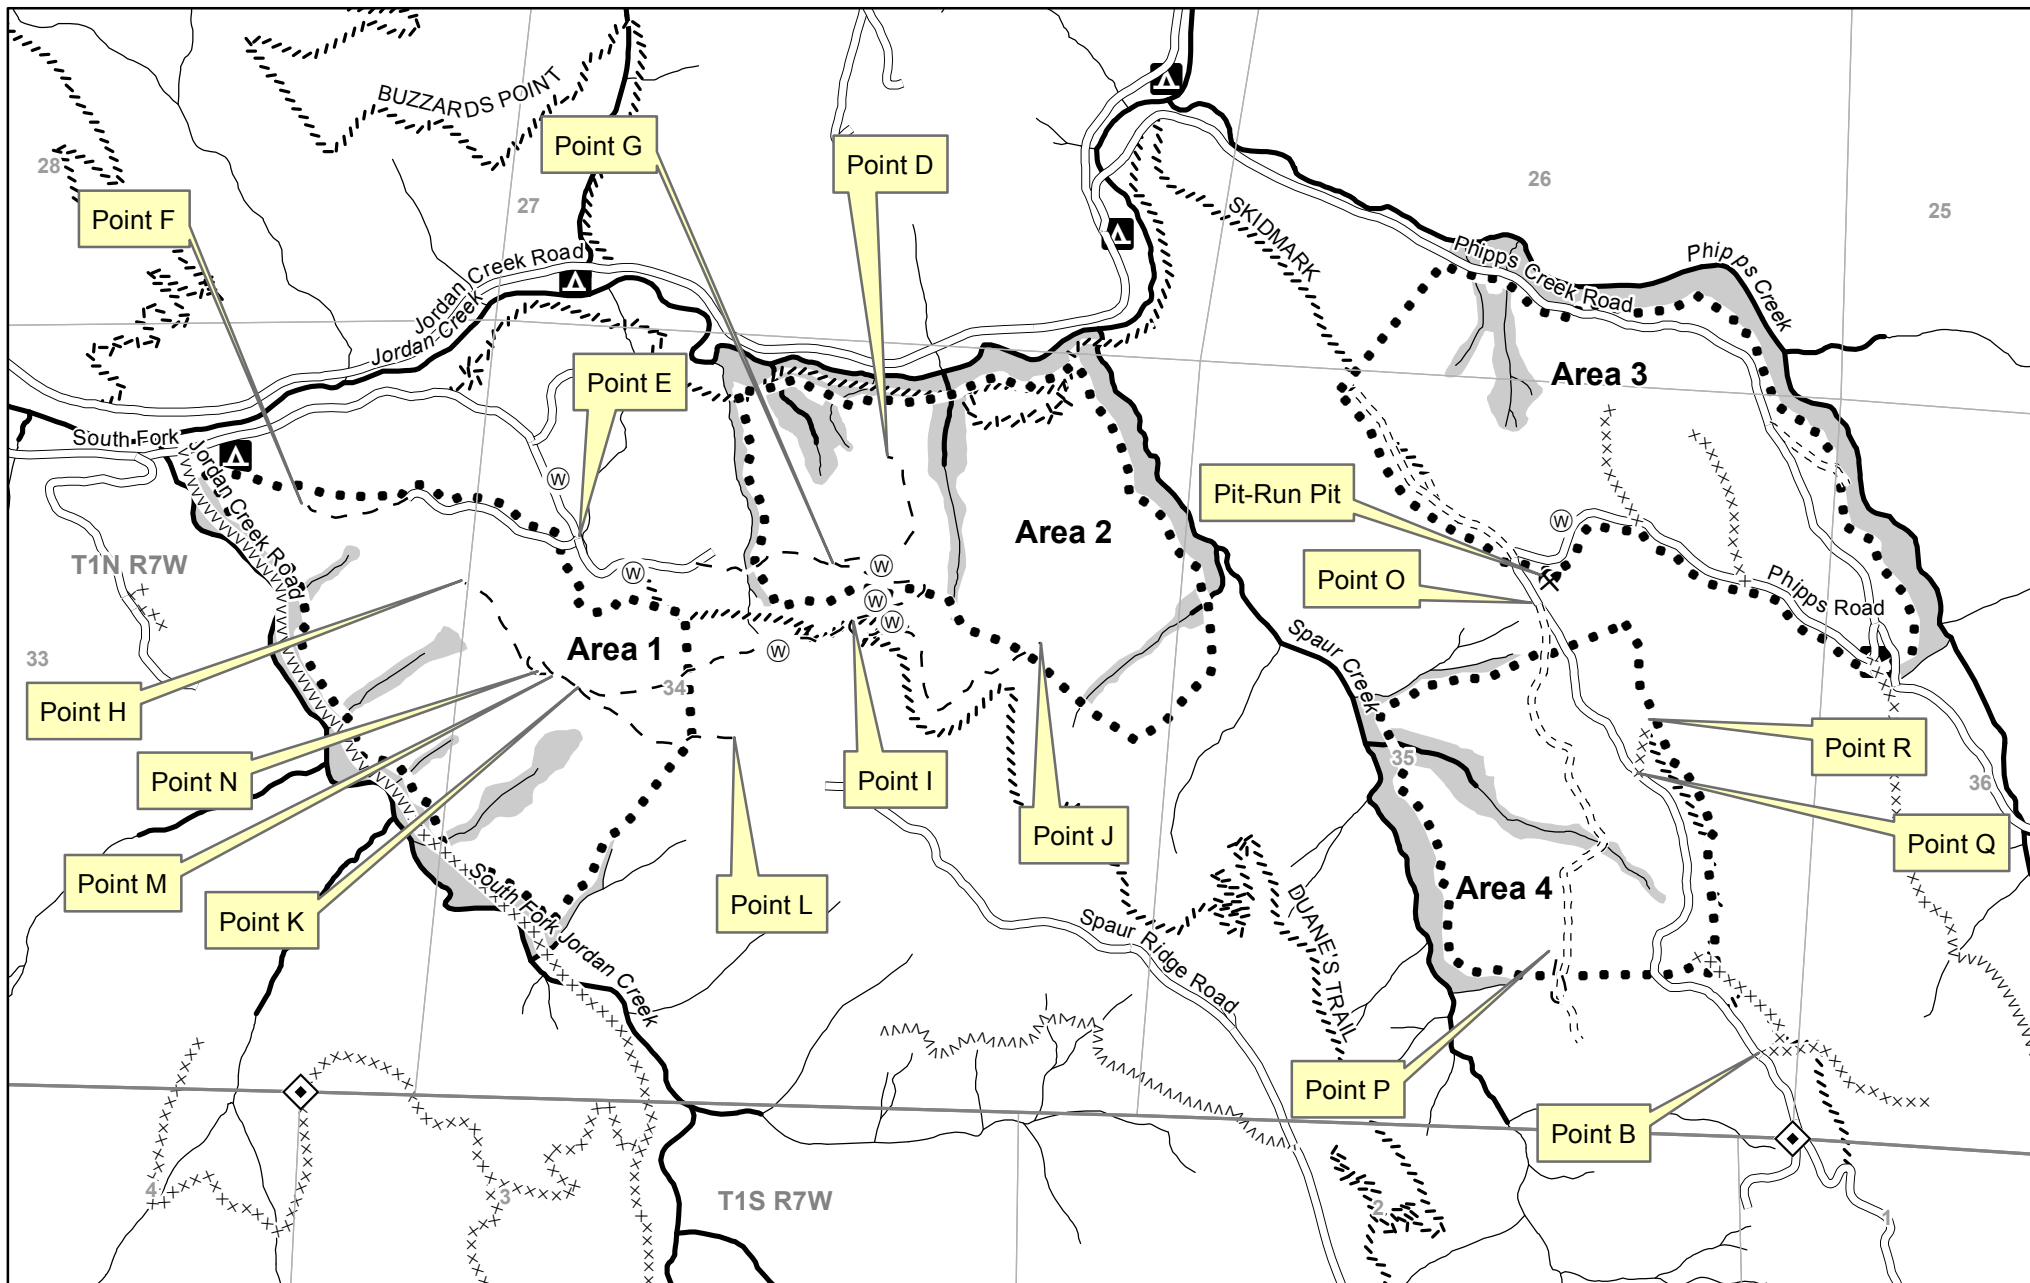 BUZZARDS POINT
Point G
Point D
28
26
27
Point F
25
SKIDMARK
Jordan Creek Road
Phipps Creek Road
Phipps Creek
Jordan Creek
Point E
Area 3
South Fork
Jordan Creek Road
W
Pit-Run Pit
W
Area 2
T1N R7W
W
W
Point O
Phipps Road
W
W
Area 1
W
33
34
Spaur Creek
Point H
Point R
35
Point N
Point I
36
Point J
Point Q
Point M
Area 4
Point K
Point L
South Fork Jordan Creek
Spaur Ridge Road
DUANE'S TRAIL
Point P
Point B
4
3
T1S R7W
2
1